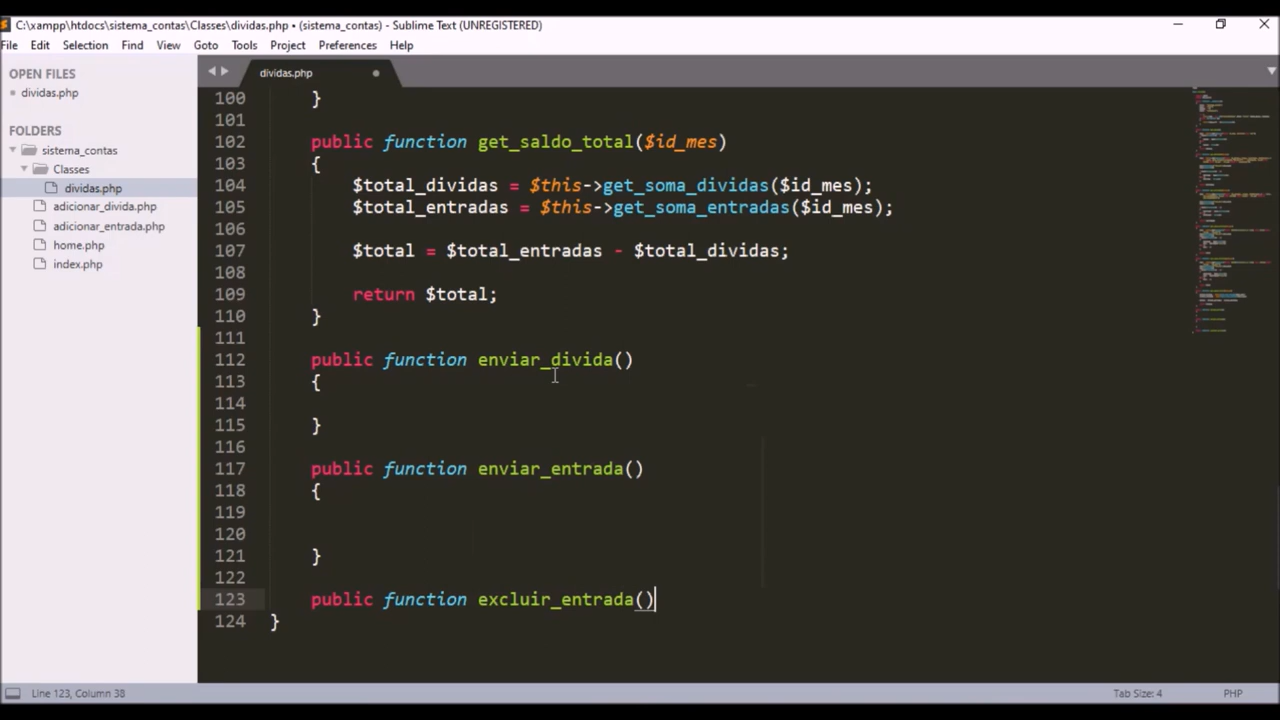 C:\xampp\htdocs\sistema_contas\Classes\dividas.php • (sistema_contas) - Sublime Text (UNREGISTERED)
File Edit Selection Find View Goto Tools Project Preferences Help
OPEN FILES
dividas.php
FOLDERS
sistema_contas
Classes
dividas.php
adicionar_divida.php
adicionar_entrada.php
home.php
index.php
dividas.php
100 }
101
102 public function get_saldo_total($id_mes)
103 {
104 $total_dividas = $this->get_soma_dividas($id_mes);
105 $total_entradas = $this->get_soma_entradas($id_mes);
106
107 $total = $total_entradas - $total_dividas;
108
109 return $total;
110 }
111
112 public function enviar_divida()
113 {
114
115 }
116
117 public function enviar_entrada()
118 {
119
120
121 }
122
123 public function excluir_entrada()
124 }
Line 123, Column 38
Tab Size: 4
PHP